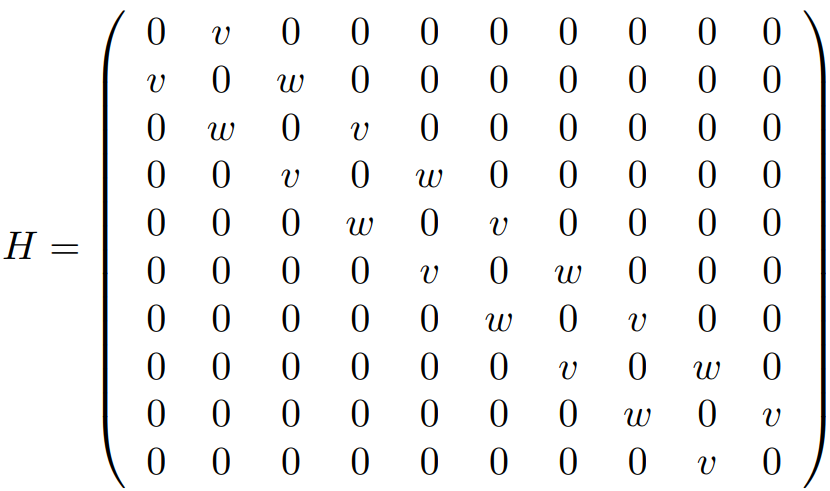 0 v 0 0 0 0 0 0 0 0
v 0 w 0 0 0 0 0 0 0
0 w 0 v 0 0 0 0 0 0
0 0 v 0 w 0 0 0 0 0
0 0 0 w 0 v 0 0 0 0
H =
0 0 0 0 v 0 w 0 0 0
0 0 0 0 0 w 0 v 0 0
0 0 0 0 0 0 v 0 w 0
0 0 0 0 0 0 0 w 0 v
0 0 0 0 0 0 0 0 v 0